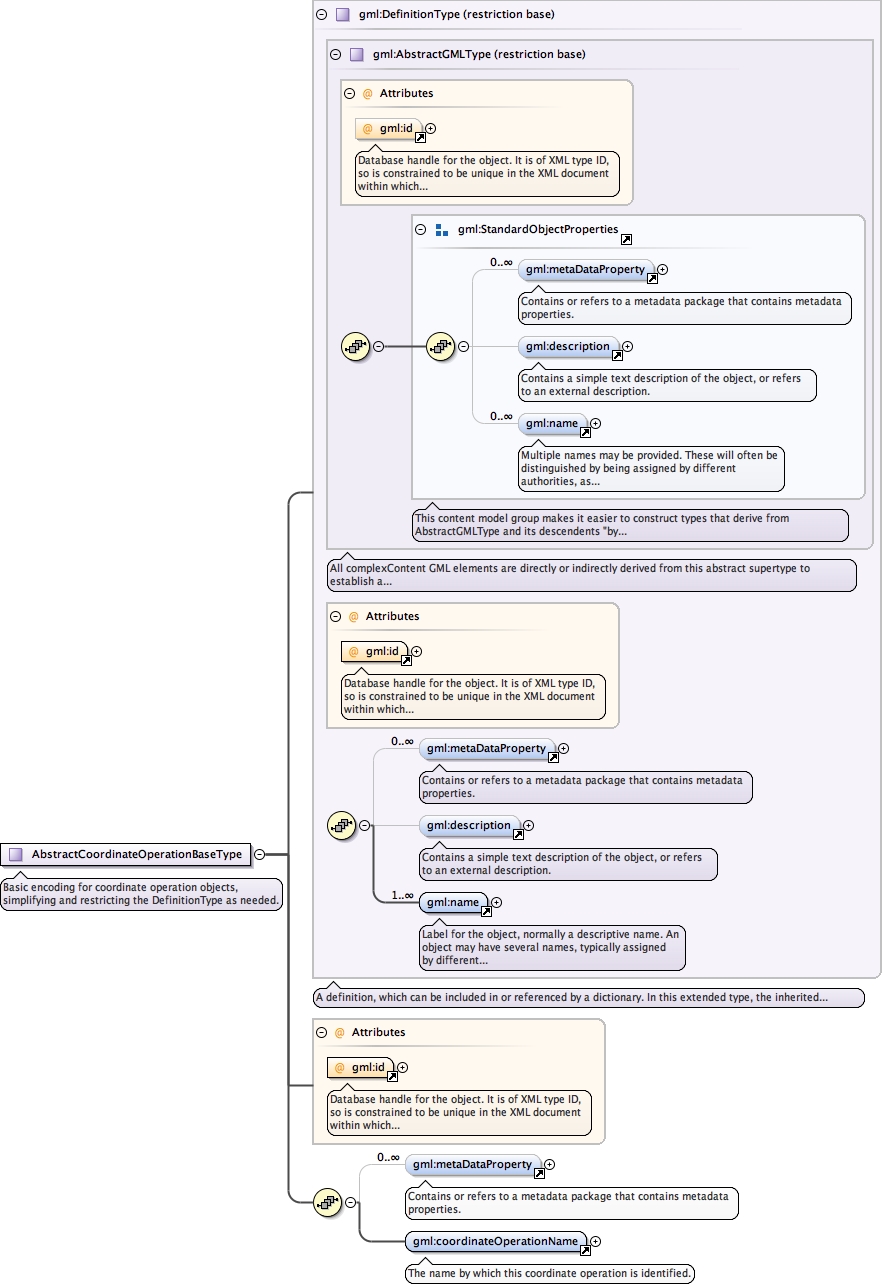 gml:DefinitionType (restriction base)
gml:AbstractGMLType (restriction base)
@ Attributes
@ gml:id
Database handle for the object. It is of XML type ID,
so is constrained to be unique in the XML document
within which...
gml:StandardObjectProperties
0..∞
gml:metaDataProperty
Contains or refers to a metadata package that contains metadata
properties.
gml:description
Contains a simple text description of the object, or refers
to an external description.
0..∞
gml:name
Multiple names may be provided. These will often be
distinguished by being assigned by different
authorities, as...
This content model group makes it easier to construct types that derive from
AbstractGMLType and its descendents "by...
All complexContent GML elements are directly or indirectly derived from this abstract supertype to
establish a...
@ Attributes
@ gml:id
Database handle for the object. It is of XML type ID,
so is constrained to be unique in the XML document
within which...
0..∞
gml:metaDataProperty
Contains or refers to a metadata package that contains metadata
properties.
gml:description
Contains a simple text description of the object, or refers
to an external description.
1..∞
gml:name
Label for the object, normally a descriptive name. An
object may have several names, typically assigned
by different...
AbstractCoordinateOperationBaseType
Basic encoding for coordinate operation objects,
simplifying and restricting the DefinitionType as needed.
A definition, which can be included in or referenced by a dictionary. In this extended type, the inherited...
@ Attributes
@ gml:id
Database handle for the object. It is of XML type ID,
so is constrained to be unique in the XML document
within which...
0..∞
gml:metaDataProperty
Contains or refers to a metadata package that contains metadata
properties.
gml:coordinateOperationName
The name by which this coordinate operation is identified.